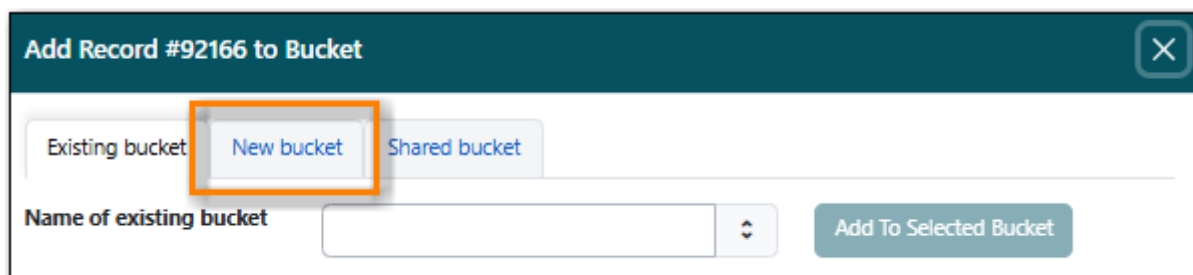 Add Record #92166 to Bucket
Existing bucket New bucket Shared bucket
Name of existing bucket Add To Selected Bucket